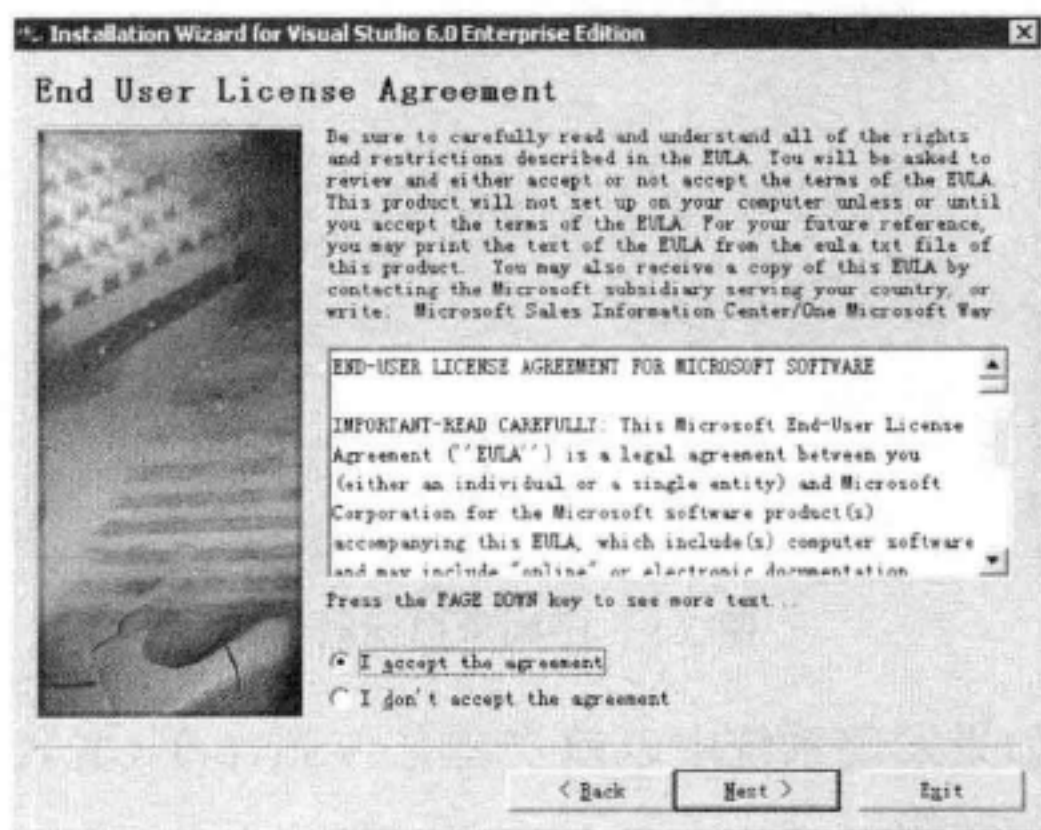 Installation Wizard for Visual Studio 6.0 Enterprise Edition
End User License Agreement
Be sure to carefully read and understand all of the rights
and restrictions described in the EULA. You will be asked to
review and either accept or not accept the terms of the EULA.
This product will not set up on your computer unless or until
you accept the terms of the EULA. For your future reference,
you may print the text of the EULA from the eula.txt file of
this product. You may also receive a copy of this EULA by
contacting the Microsoft subsidiary serving your country, or
write: Microsoft Sales Information Center/One Microsoft Way
END-USER LICENSE AGREEMENT FOR MICROSOFT SOFTWARE
IMPORTANT-READ CAREFULLY: This Microsoft End-User License
Agreement (''EULA'') is a legal agreement between you
(either an individual or a single entity) and Microsoft
Corporation for the Microsoft software product(s)
accompanying this EULA, which include(s) computer software
and may include "online" or electronic documentation
Press the PAGE DOWN key to see more text...
I accept the agreement
I don't accept the agreement
< Back
Next >
Exit